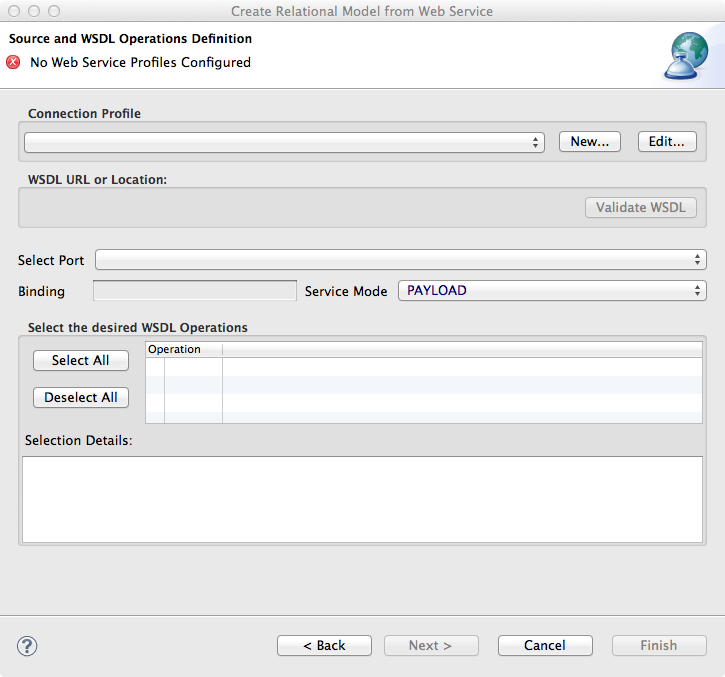 Create Relational Model from Web Service
Source and WSDL Operations Definition
No Web Service Profiles Configured
Connection Profile
New... Edit...
WSDL URL or Location:
Validate WSDL
Select Port
Binding Service Mode PAYLOAD
Select the desired WSDL Operations
Select All Operation
Deselect All
Selection Details:
? < Back Next > Cancel Finish